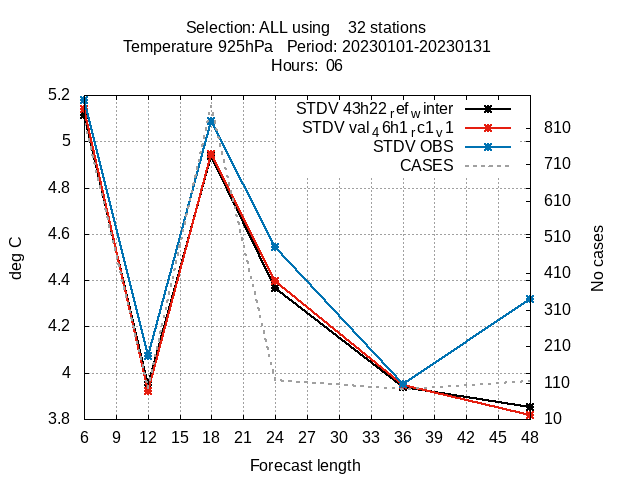 Selection: ALL using    32 stations
Temperature 925hPa   Period: 20230101-20230131
Hours:  06
STDV 43h22_ref_winter
STDV val_46h1_rc1_v1
STDV OBS
CASES
5.2
5
4.8
4.6
4.4
4.2
4
3.8
deg C
810
710
610
510
410
310
210
110
10
No cases
6 9 12 15 18 21 24 27 30 33 36 39 42 45 48
Forecast length